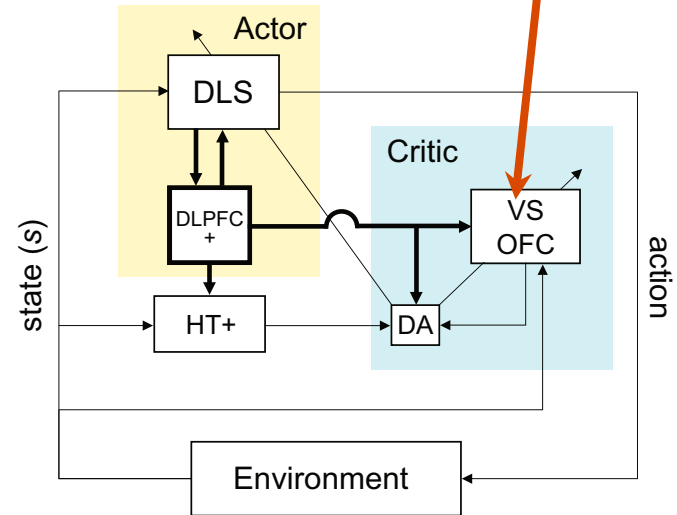 Actor
DLS
Critic
DLPFC
+
VS
OFC
HT+
DA
state (s)
action
Environment